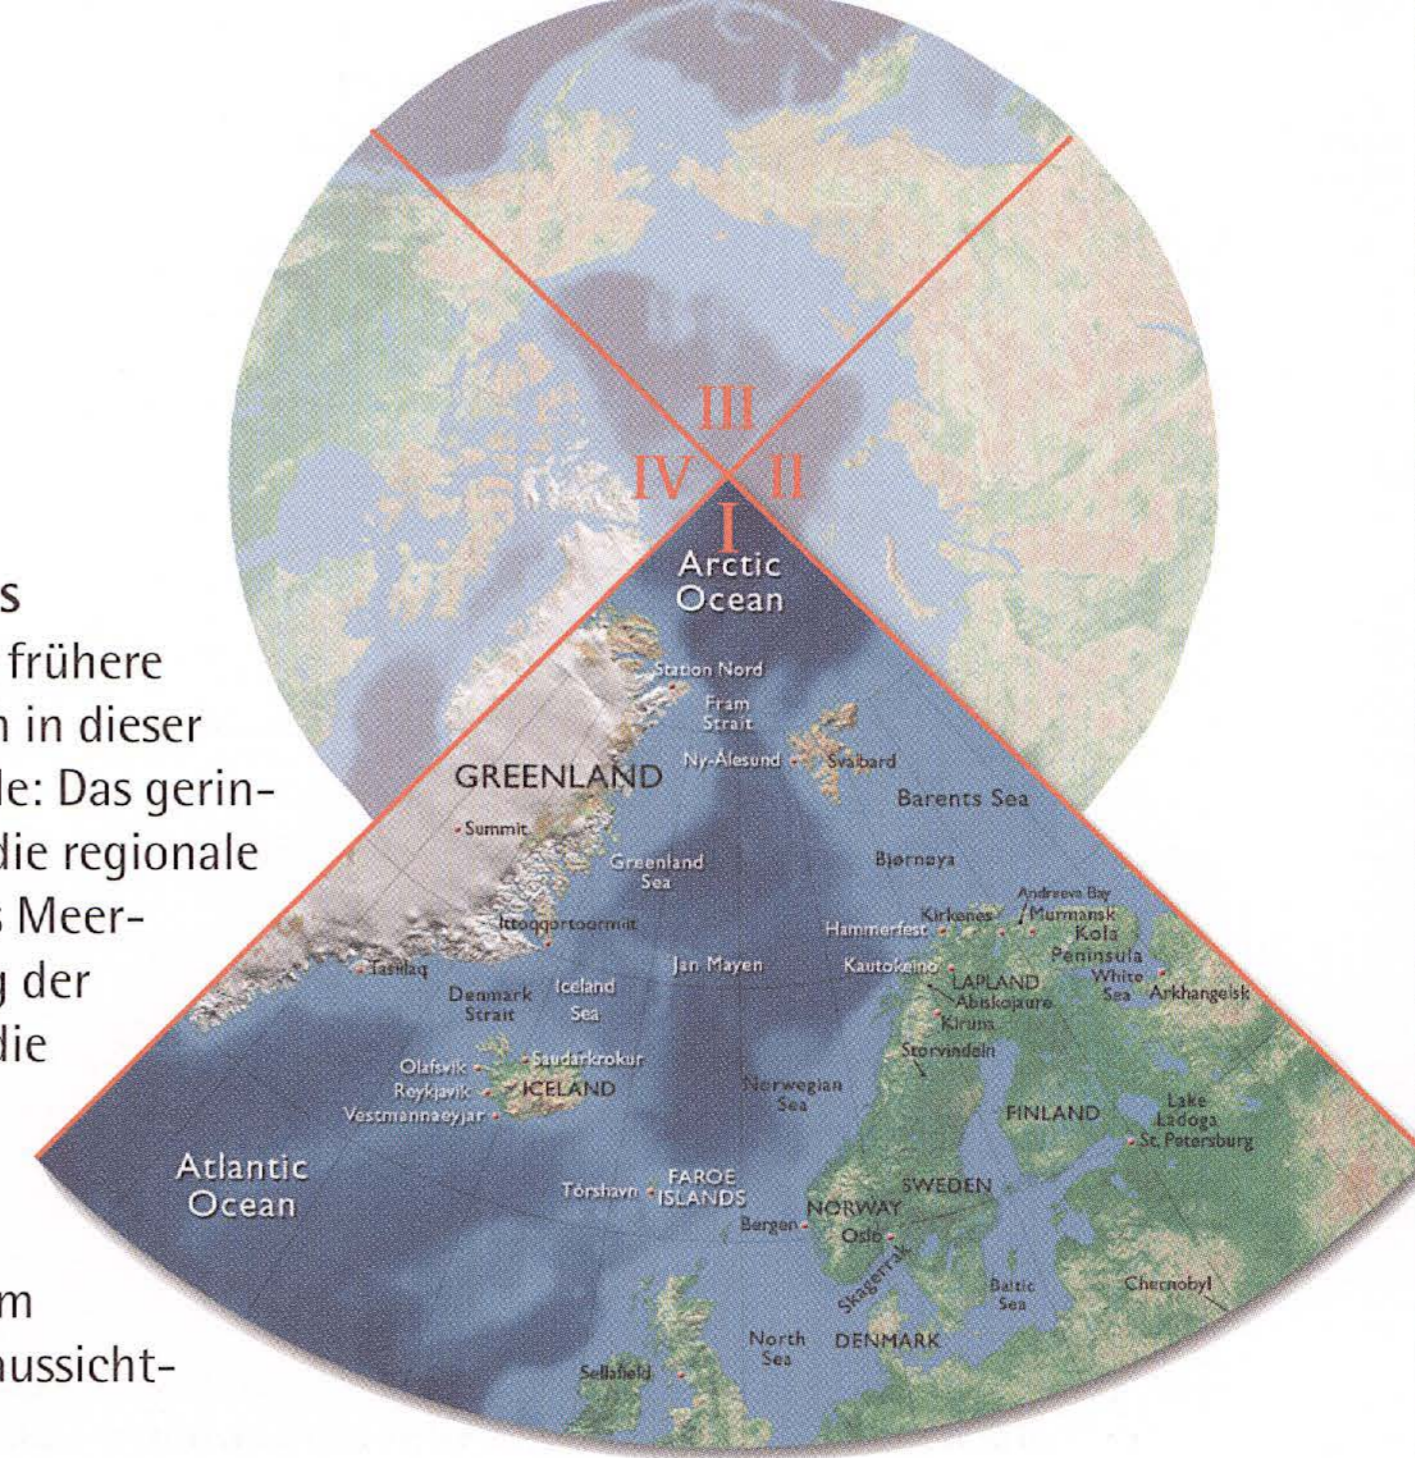 s
frühere
n in dieser
le: Das gerin-
die regionale
s Meer-
g der
die
m
aussicht-
III
IV
II
I
Arctic
Ocean
Station Nord
Fram
Strait
Ny-Ålesund
Svalbard
GREENLAND
Barents Sea
Summit
Greenland
Sea
Bjørnøya
Andreeva Bay
Kirkenes
Murmansk
Hammerfest
Kola
Peninsula
Ittoqqortoormiit
Jan Mayen
Kautokeino
White
Sea
Arkhangelsk
LAPLAND
Abiskojaure
Tasiilaq
Denmark
Strait
Iceland
Sea
Kiruna
Storvindeln
Olafsvik
Saudarkrokur
Reykjavik
ICELAND
Vestmannaeyjar
Norwegian
Sea
FINLAND
Lake
Ladoga
St. Petersburg
Atlantic
Ocean
Tórshavn
FAROE
ISLANDS
SWEDEN
NORWAY
Bergen
Oslo
Skagerrak
Baltic
Sea
Chernobyl
North
Sea
DENMARK
Sellafield